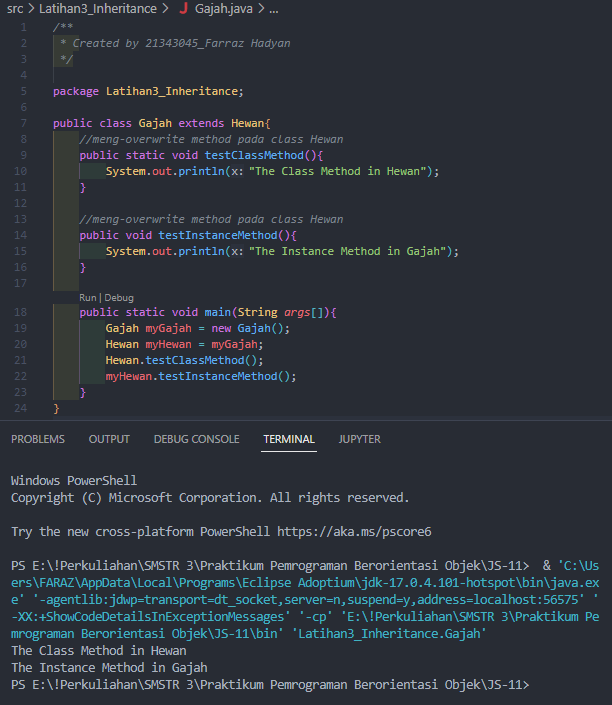 src > Latihan3_Inheritance > J Gajah.java > ...
1 /**
2  * Created by 21343045_Farraz Hadyan
3  */
4
5 package Latihan3_Inheritance;
6
7 public class Gajah extends Hewan{
8     //meng-overwrite method pada class Hewan
9     public static void testClassMethod(){
10         System.out.println(x: "The Class Method in Hewan");
11     }
12
13     //meng-overwrite method pada class Hewan
14     public void testInstanceMethod(){
15         System.out.println(x: "The Instance Method in Gajah");
16     }
17
Run | Debug
18     public static void main(String args[]){
19         Gajah myGajah = new Gajah();
20         Hewan myHewan = myGajah;
21         Hewan.testClassMethod();
22         myHewan.testInstanceMethod();
23     }
24 }
PROBLEMS OUTPUT DEBUG CONSOLE TERMINAL JUPYTER
Windows PowerShell
Copyright (C) Microsoft Corporation. All rights reserved.
Try the new cross-platform PowerShell https://aka.ms/pscore6
PS E:\!Perkuliahan\SMSTR 3\Praktikum Pemrograman Berorientasi Objek\JS-11>  & 'C:\Us
ers\FARAZ\AppData\Local\Programs\Eclipse Adoptium\jdk-17.0.4.101-hotspot\bin\java.ex
e' '-agentlib:jdwp=transport=dt_socket,server=n,suspend=y,address=localhost:56575' '
-XX:+ShowCodeDetailsInExceptionMessages' '-cp' 'E:\!Perkuliahan\SMSTR 3\Praktikum Pe
mrograman Berorientasi Objek\JS-11\bin' 'Latihan3_Inheritance.Gajah'
The Class Method in Hewan
The Instance Method in Gajah
PS E:\!Perkuliahan\SMSTR 3\Praktikum Pemrograman Berorientasi Objek\JS-11>